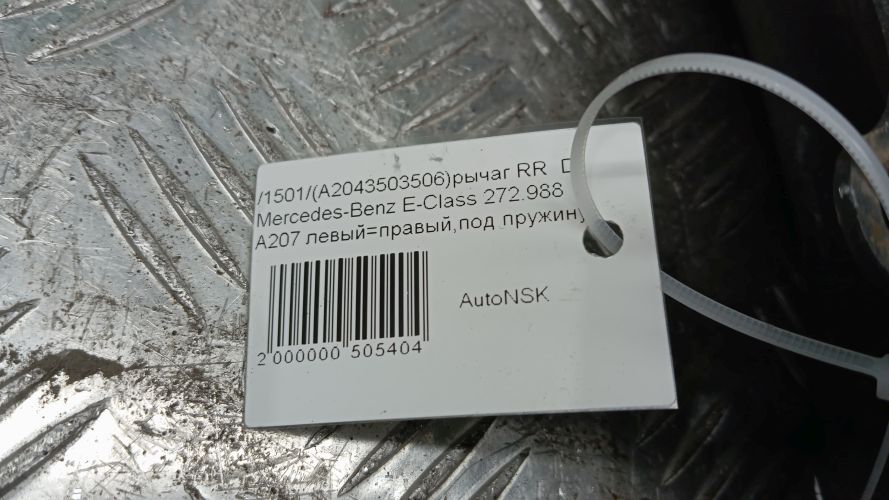 /1501/(A2043503506)рычаг RR D
Mercedes-Benz E-Class 272.988
A207 левый=правый,под пружину
AutoNSK
2 000000 505404